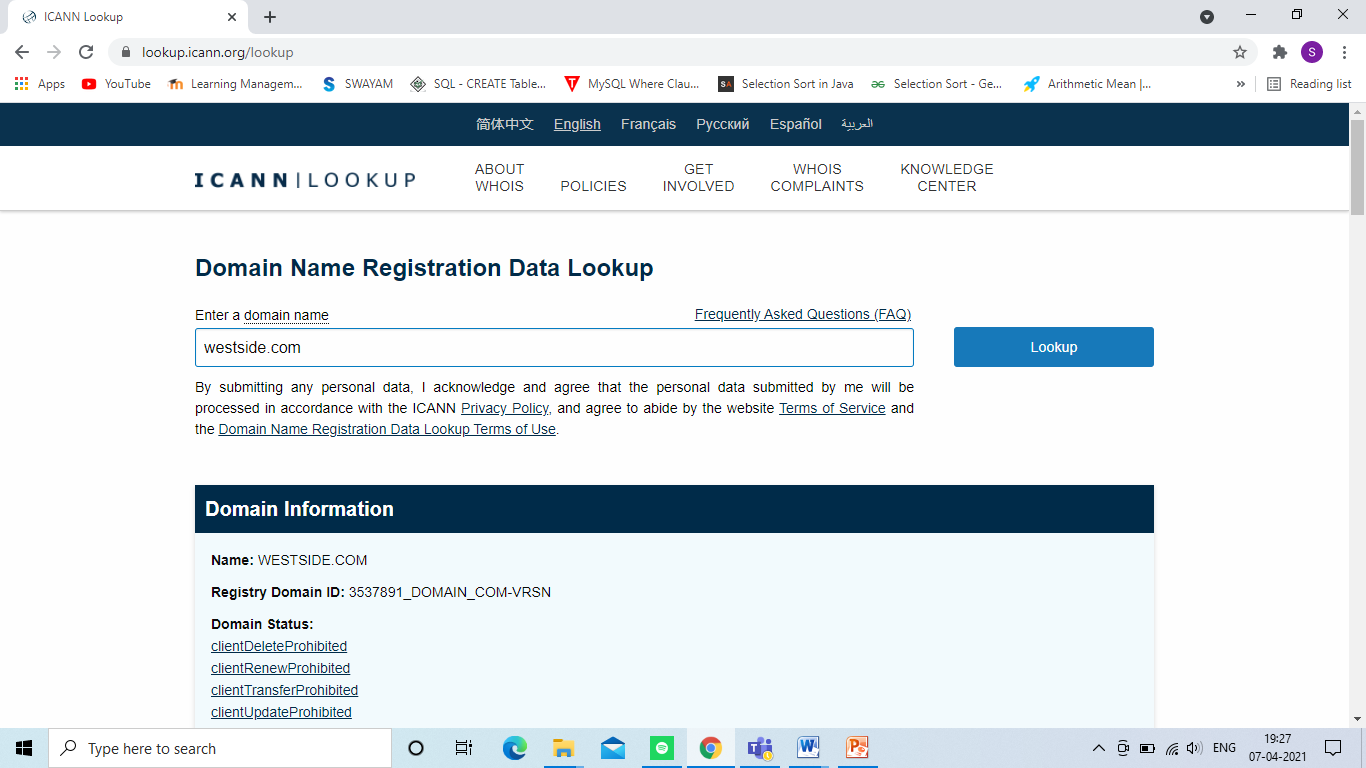 ICANN Lookup
lookup.icann.org/lookup
S
Apps YouTube Learning Managem... SWAYAM SQL - CREATE Table... MySQL Where Clau... SA Selection Sort in Java Selection Sort - Ge... Arithmetic Mean |... » Reading list
简体中文 English Français Русский Español العربية
ICANN|LOOKUP
ABOUT WHOIS
POLICIES
GET INVOLVED
WHOIS COMPLAINTS
KNOWLEDGE CENTER
Domain Name Registration Data Lookup
Enter a domain name
Frequently Asked Questions (FAQ)
westside.com
Lookup
By submitting any personal data, I acknowledge and agree that the personal data submitted by me will be
processed in accordance with the ICANN Privacy Policy, and agree to abide by the website Terms of Service and
the Domain Name Registration Data Lookup Terms of Use.
Domain Information
Name: WESTSIDE.COM
Registry Domain ID: 3537891_DOMAIN_COM-VRSN
Domain Status:
clientDeleteProhibited
clientRenewProhibited
clientTransferProhibited
clientUpdateProhibited
Type here to search
ENG
19:27
07-04-2021